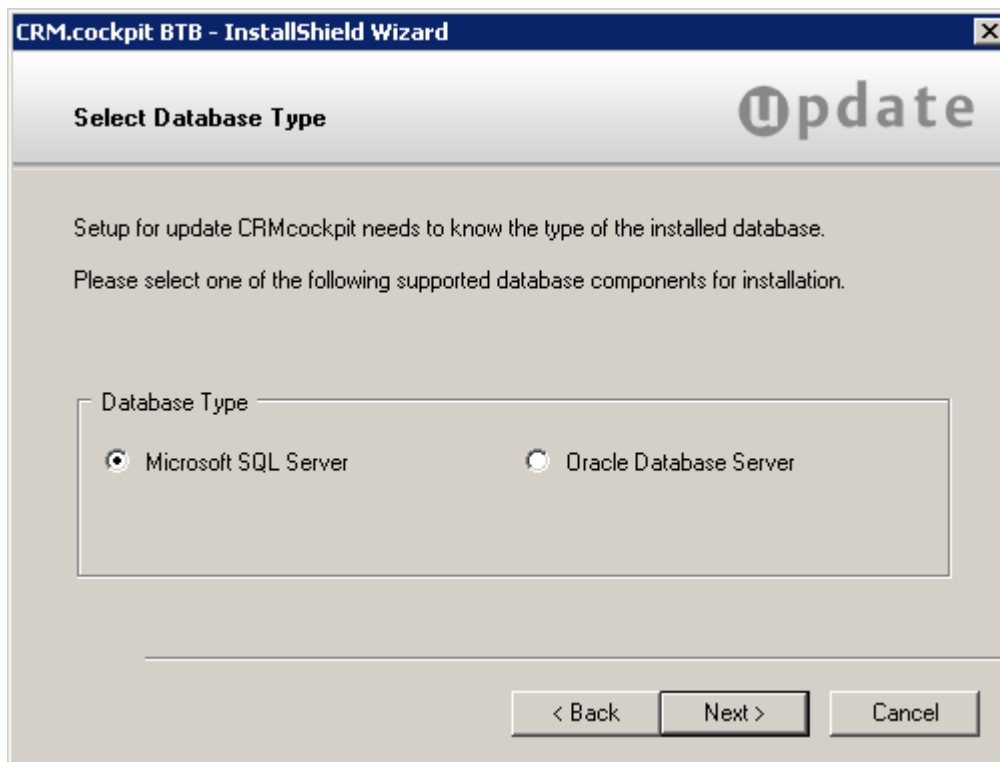 CRM.cockpit BTB - InstallShield Wizard
Select Database Type
update
Setup for update CRMcockpit needs to know the type of the installed database.
Please select one of the following supported database components for installation.
Database Type
Microsoft SQL Server
Oracle Database Server
< Back
Next >
Cancel